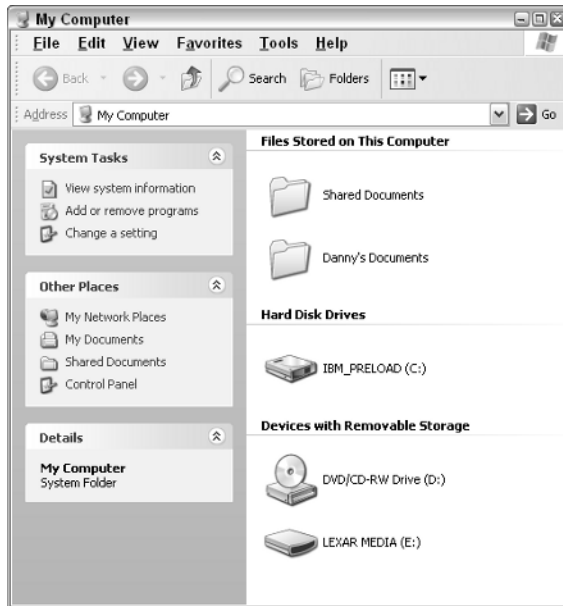 My Computer
File Edit View Favorites Tools Help
Back Search Folders
Address My Computer Go
System Tasks
View system information
Add or remove programs
Change a setting
Other Places
My Network Places
My Documents
Shared Documents
Control Panel
Details
My Computer
System Folder
Files Stored on This Computer
Shared Documents
Danny's Documents
Hard Disk Drives
IBM_PRELOAD (C:)
Devices with Removable Storage
DVD/CD-RW Drive (D:)
LEXAR MEDIA (E:)